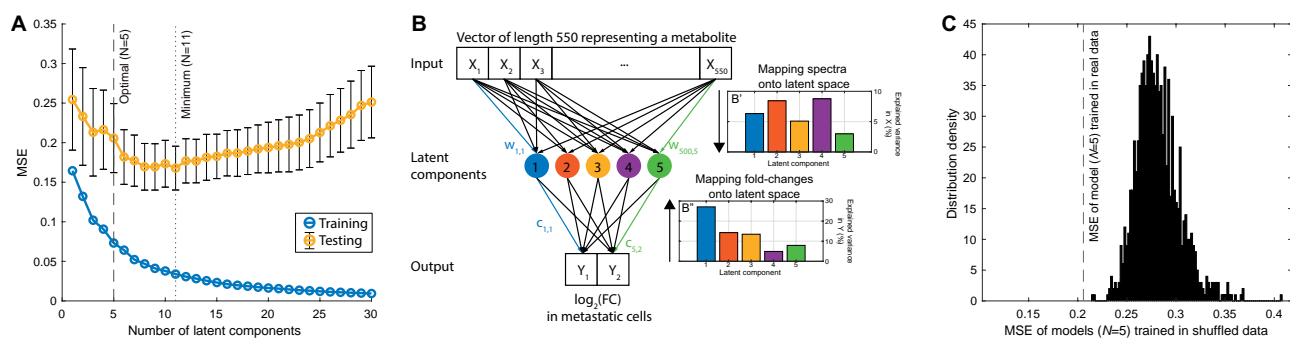 A
0.35
0.3
0.25
0.2
0.15
0.1
0.05
0
MSE
0 5 10 15 20 25 30
Number of latent components
Optimal (N=5)
Minimum (N=11)
Training
Testing
B
Vector of length 550 representing a metabolite
Input
X1 X2 X3 ... X550
Mapping spectra
onto latent space
B'
10
5
0
Explained variance
in X (%)
1 2 3 4 5
Latent component
w1,1
w500,5
Latent
components
1 2 3 4 5
Mapping fold-changes
onto latent space
B"
30
20
10
0
Explained variance
in Y (%)
1 2 3 4 5
Latent component
c1,1
c5,2
Output
Y1 Y2
log2(FC)
in metastatic cells
C
45
40
35
30
25
20
15
10
5
0
Distribution density
MSE of model (N=5) trained in real data
0.1 0.15 0.2 0.25 0.3 0.35 0.4
MSE of models (N=5) trained in shuffled data